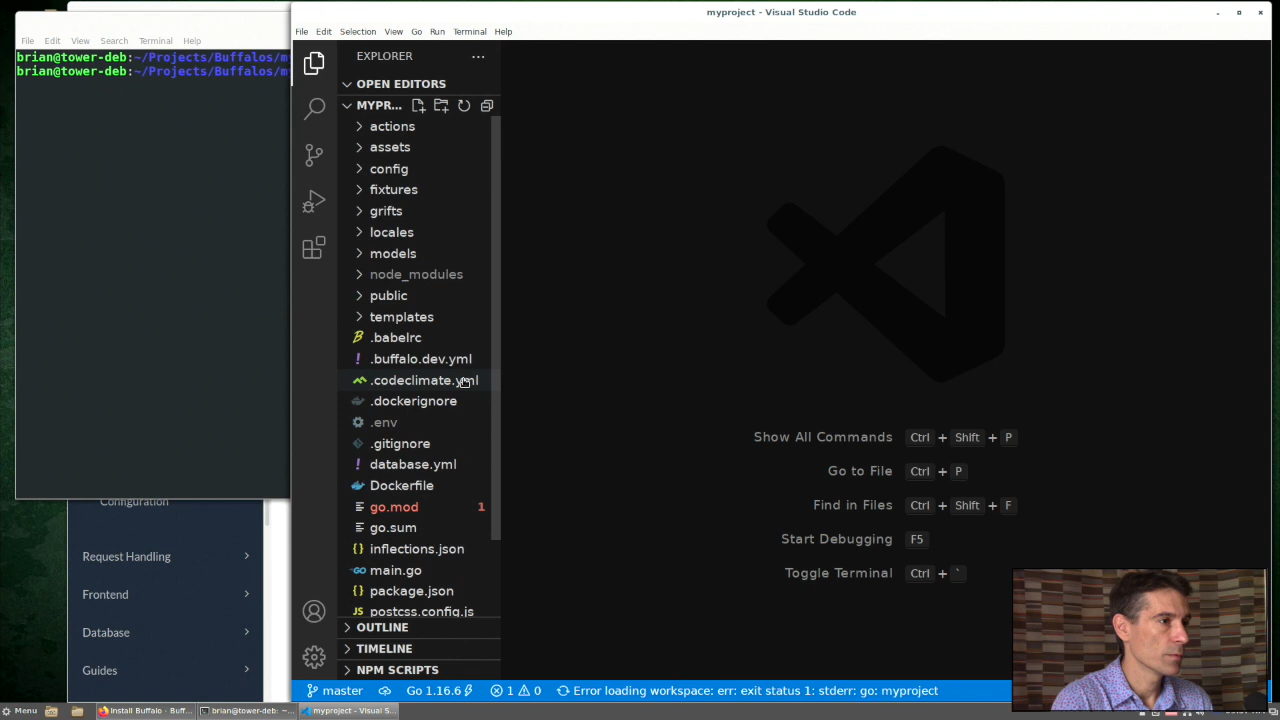 myproject - Visual Studio Code
File Edit View Search Terminal Help
brian@tower-deb:~/Projects/Buffalos/m
brian@tower-deb:~/Projects/Buffalos/m
File Edit Selection View Go Run Terminal Help
EXPLORER
OPEN EDITORS
MYPR...
actions
assets
config
fixtures
grifts
locales
models
node_modules
public
templates
.babelrc
.buffalo.dev.yml
.codeclimate.yml
.dockerignore
.env
.gitignore
database.yml
Dockerfile
go.mod 1
go.sum
inflections.json
main.go
package.json
postcss.config.js
OUTLINE
TIMELINE
NPM SCRIPTS
Show All Commands Ctrl + Shift + P
Go to File Ctrl + P
Find in Files Ctrl + Shift + F
Start Debugging F5
Toggle Terminal Ctrl + `
Configuration
Request Handling
Frontend
Database
Guides
master Go 1.16.6 1 0 Error loading workspace: err: exit status 1: stderr: go: myproject
Menu Install Buffalo - Buff... brian@tower-deb: ~... myproject - Visual S...